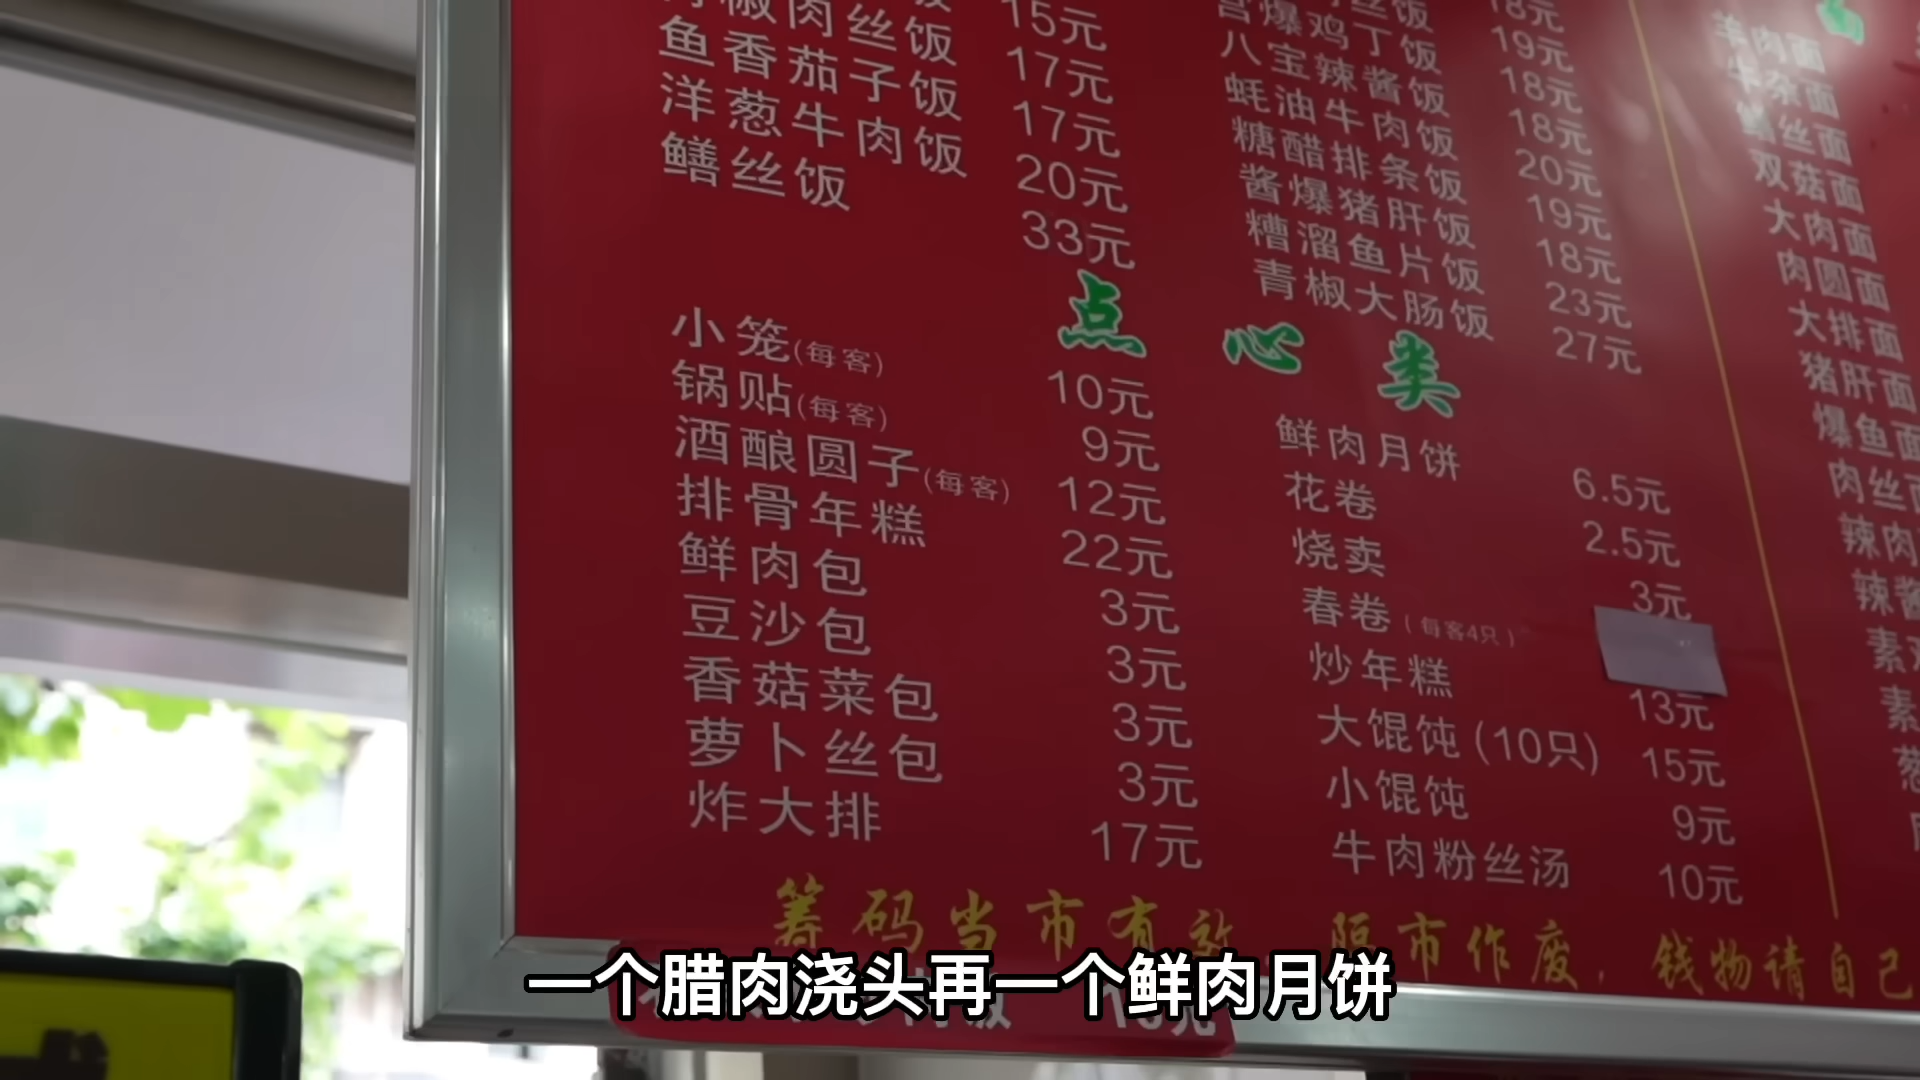 椒肉丝饭 15元
鱼香茄子饭 17元
洋葱牛肉饭 17元
鳝丝饭 20元
33元
丝饭 18元
宫爆鸡丁饭 19元
八宝辣酱饭 18元
蚝油牛肉饭 18元
糖醋排条饭 20元
酱爆猪肝饭 19元
糟溜鱼片饭 18元
青椒大肠饭 23元
27元
点心类
小笼(每客) 10元
锅贴(每客) 9元
酒酿圆子(每客) 12元
排骨年糕 22元
鲜肉包 3元
豆沙包 3元
香菇菜包 3元
萝卜丝包 3元
炸大排 17元
鲜肉月饼 6.5元
花卷 2.5元
烧卖 3元
春卷(每客4只)
炒年糕 13元
大馄饨(10只) 15元
小馄饨 9元
牛肉粉丝汤 10元
羊肉面
牛杂面
鳝丝面
双菇面
大肉面
肉圆面
大排面
猪肝面
爆鱼面
肉丝面
辣肉
辣酱
素鸡
素
葱
筹码当市有效 隔市作废，钱物请自己
一个腊肉浇头再一个鲜肉月饼